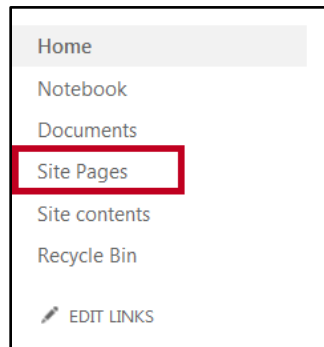 Home
Notebook
Documents
Site Pages
Site contents
Recycle Bin
EDIT LINKS